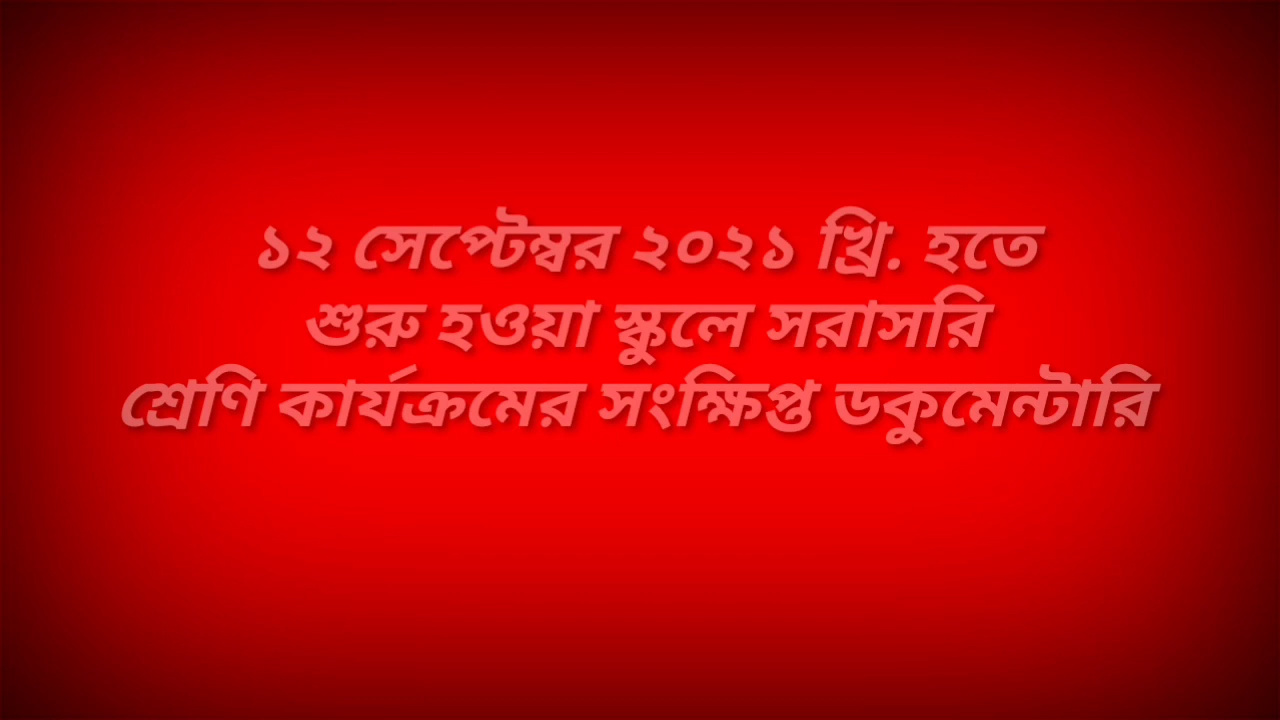 ১২ সেপ্টেম্বর ২০২১ খ্রি. হতে
শুরু হওয়া স্কুলে সরাসরি
শ্রেণি কার্যক্রমের সংক্ষিপ্ত ডকুমেন্টারি